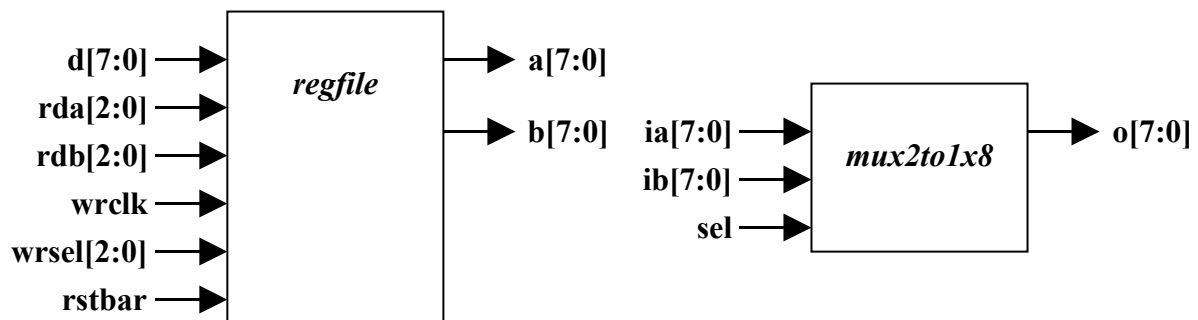 d[7:0]
rda[2:0]
rdb[2:0]
wrclk
wrsel[2:0]
rstbar
regfile
a[7:0]
b[7:0]
ia[7:0]
ib[7:0]
sel
mux2to1x8
o[7:0]